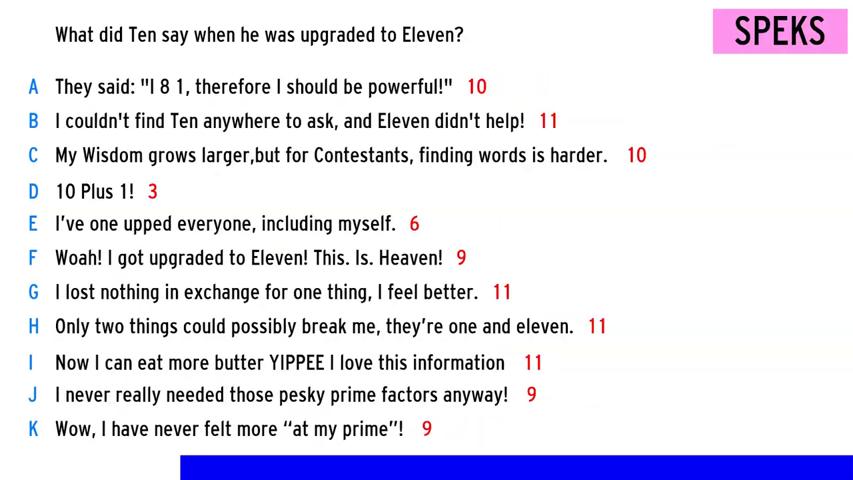 What did Ten say when he was upgraded to Eleven?
SPEKS
A They said: "I 8 1, therefore I should be powerful!" 10
B I couldn't find Ten anywhere to ask, and Eleven didn't help! 11
C My Wisdom grows larger,but for Contestants, finding words is harder. 10
D 10 Plus 1! 3
E I’ve one upped everyone, including myself. 6
F Woah! I got upgraded to Eleven! This. Is. Heaven! 9
G I lost nothing in exchange for one thing, I feel better. 11
H Only two things could possibly break me, they’re one and eleven. 11
I Now I can eat more butter YIPPEE I love this information 11
J I never really needed those pesky prime factors anyway! 9
K Wow, I have never felt more “at my prime”! 9